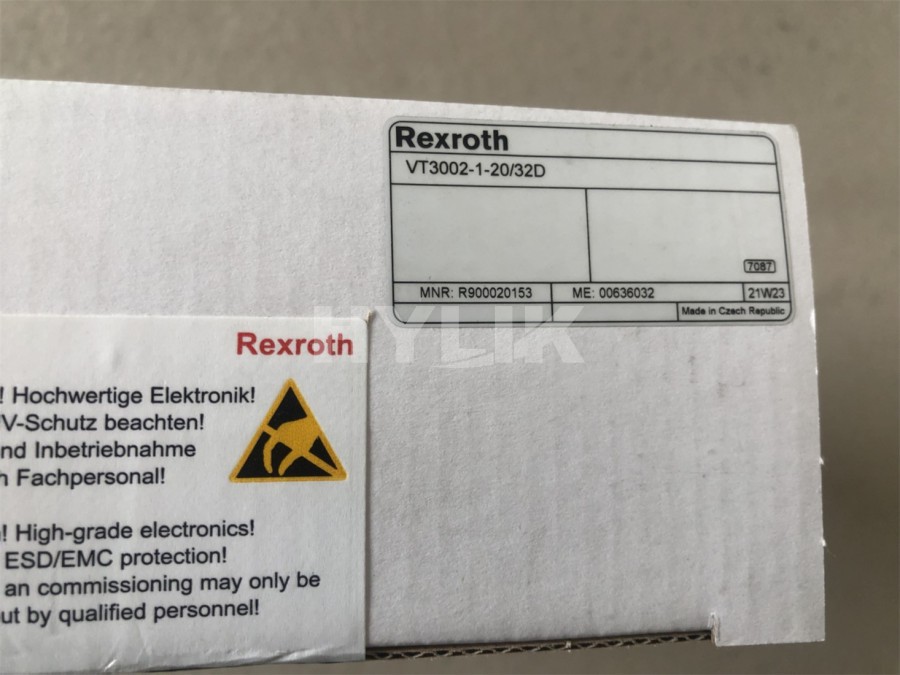 Rexroth
VT3002-1-20/32D
7087
MNR: R900020153
ME: 00636032
21W23
Made in Czech Republic
HYLIK
Rexroth
! Hochwertige Elektronik!
V-Schutz beachten!
nd Inbetriebnahme
Fachpersonal!
! High-grade electronics!
ESD/EMC protection!
an commissioning may only be
ut by qualified personnel!